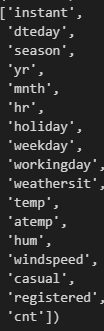 ['instant',
'dteday',
'season',
'yr',
'mnth',
'hr',
'holiday',
'weekday',
'workingday',
'weathersit',
'temp',
'atemp',
'hum',
'windspeed',
'casual',
'registered',
'cnt'])